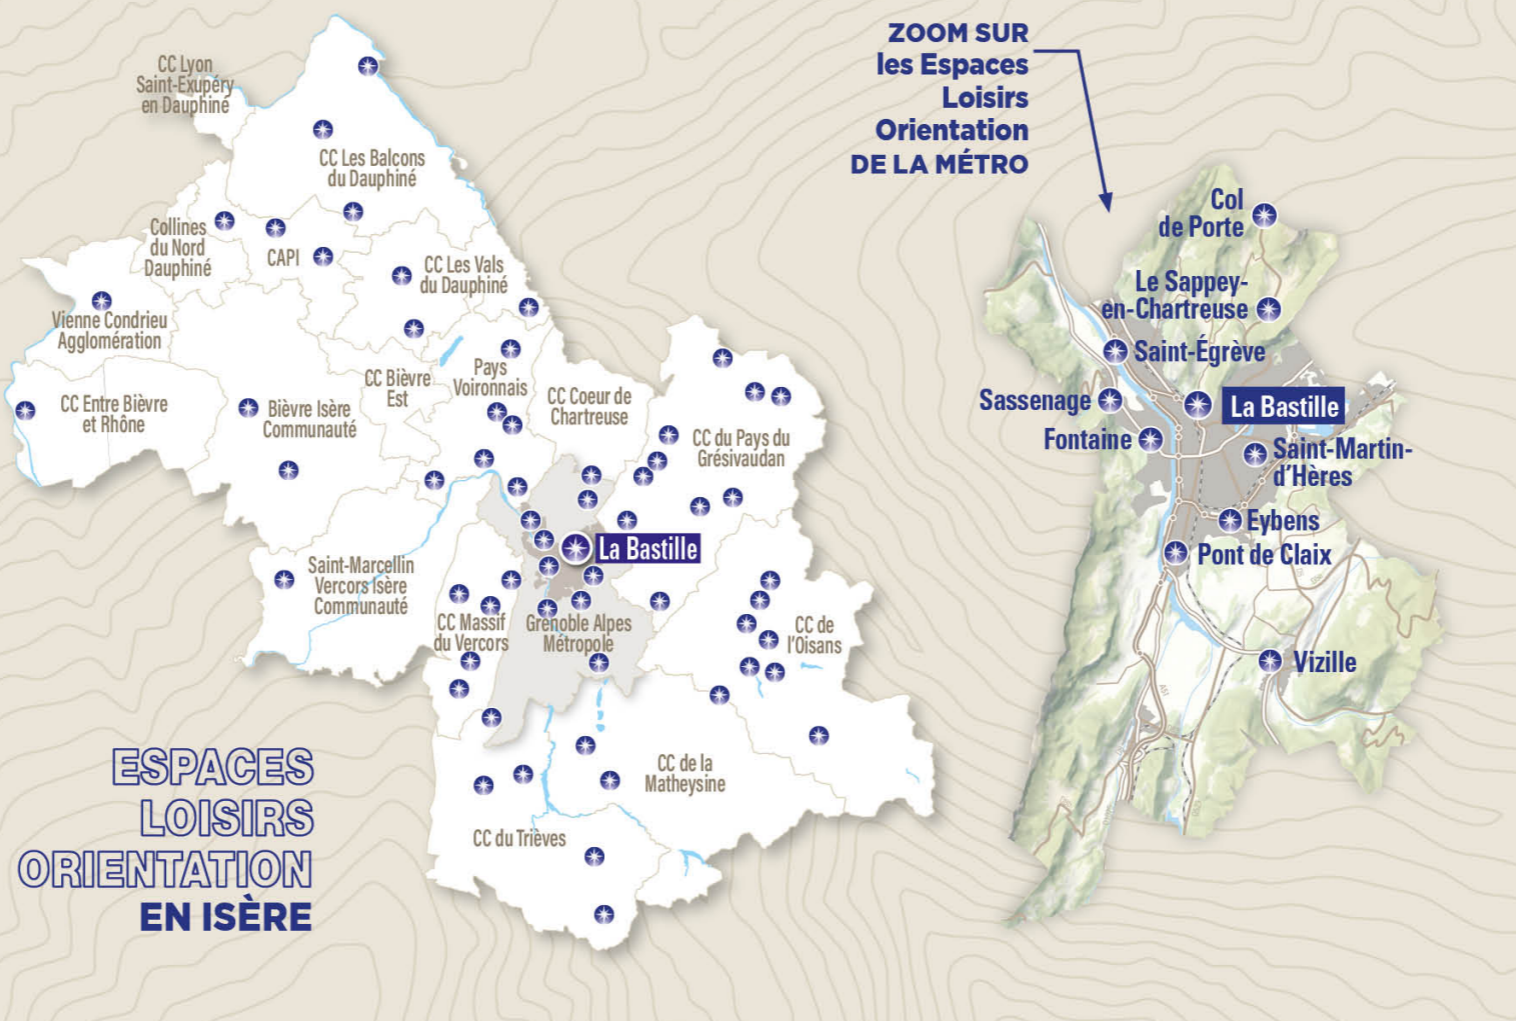 CC Lyon
Saint-Exupéry
en Dauphiné
CC Les Balcons
du Dauphiné
Collines
du Nord
Dauphiné
CAPI
CC Les Vals
du Dauphiné
Vienne Condrieu
Agglomération
CC Entre Bièvre
et Rhône
Bièvre Isère
Communauté
CC Bièvre
Est
Pays
Voironnais
CC Coeur de
Chartreuse
CC du Pays du
Grésivaudan
La Bastille
Saint-Marcellin
Vercors Isère
Communauté
CC Massif
du Vercors
Grenoble Alpes
Métropole
CC de
l'Oisans
CC de la
Matheysine
CC du Trièves
ESPACES
LOISIRS
ORIENTATION
EN ISÈRE
ZOOM SUR
les Espaces
Loisirs
Orientation
DE LA MÉTRO
Col
de Porte
Le Sappey-
en-Chartreuse
Saint-Égrève
Sassenage
La Bastille
Fontaine
Saint-Martin-
d'Hères
Eybens
Pont de Claix
Vizille